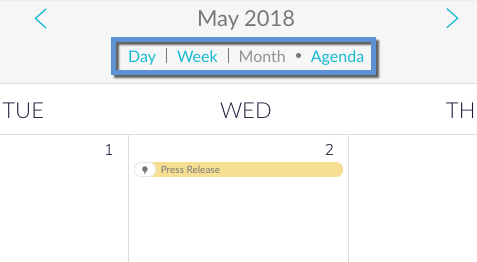 May 2018
Day | Week | Month • Agenda
TUE WED TH
1 2
Press Release